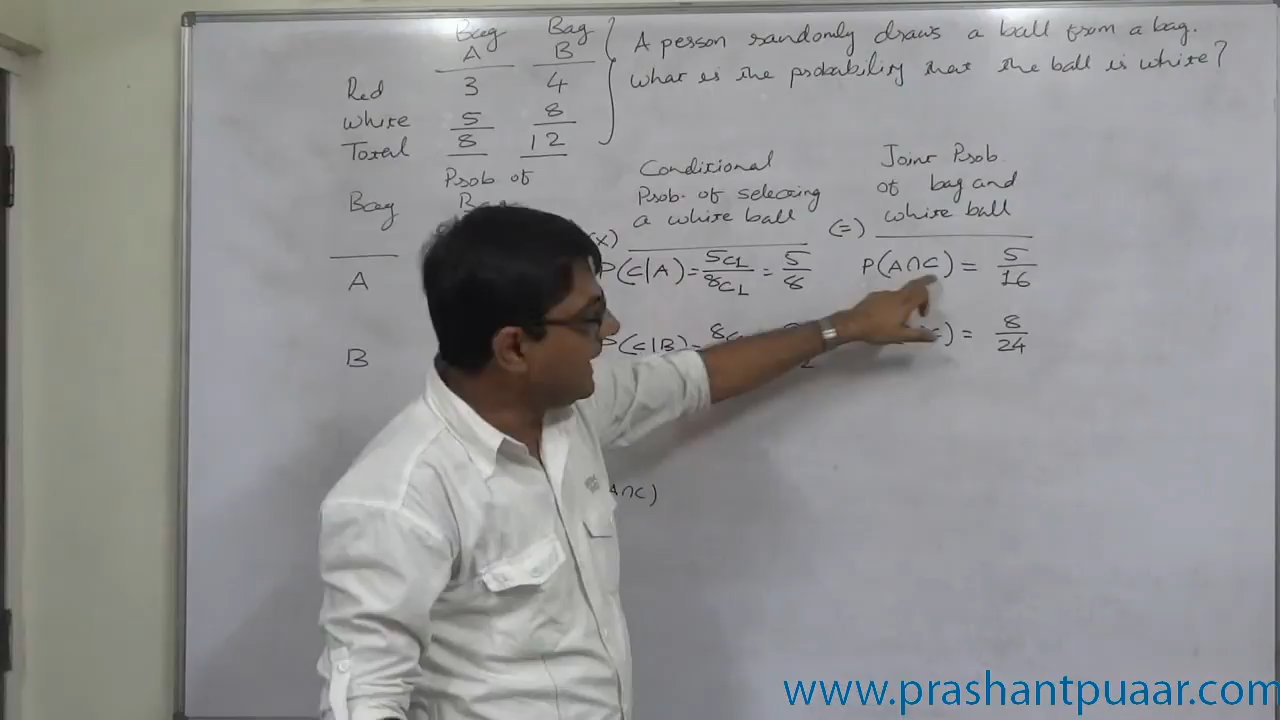 Bag Bag
A B
Red 3 4
White 5 8
Total 8 12
A person randomly draws a ball from a bag.
What is the probability that the ball is white?
Prob of
Bag
Conditional
Prob. of selecting
a white ball
Joint Prob.
of bag and
white ball
(x) (=)
A P(C|A) = 5C1/8C1 = 5/8 P(A∩C) = 5/16
B P(C|B) = 8C = 8/24
A∩C)
www.prashantpuaar.com